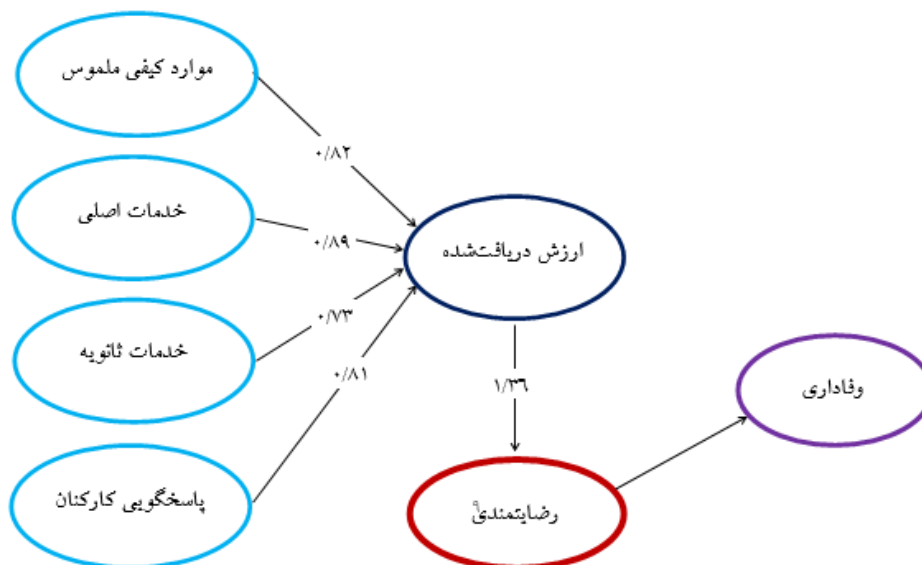 موارد کیفی ملموس
۰/۸۲
خدمات اصلی
۰/۸۹
ارزش دریافت‌شده
خدمات ثانویه
۰/۷۳
۰/۸۱
۱/۳۶
وفاداری
پاسخگویی کارکنان
رضایتمندی